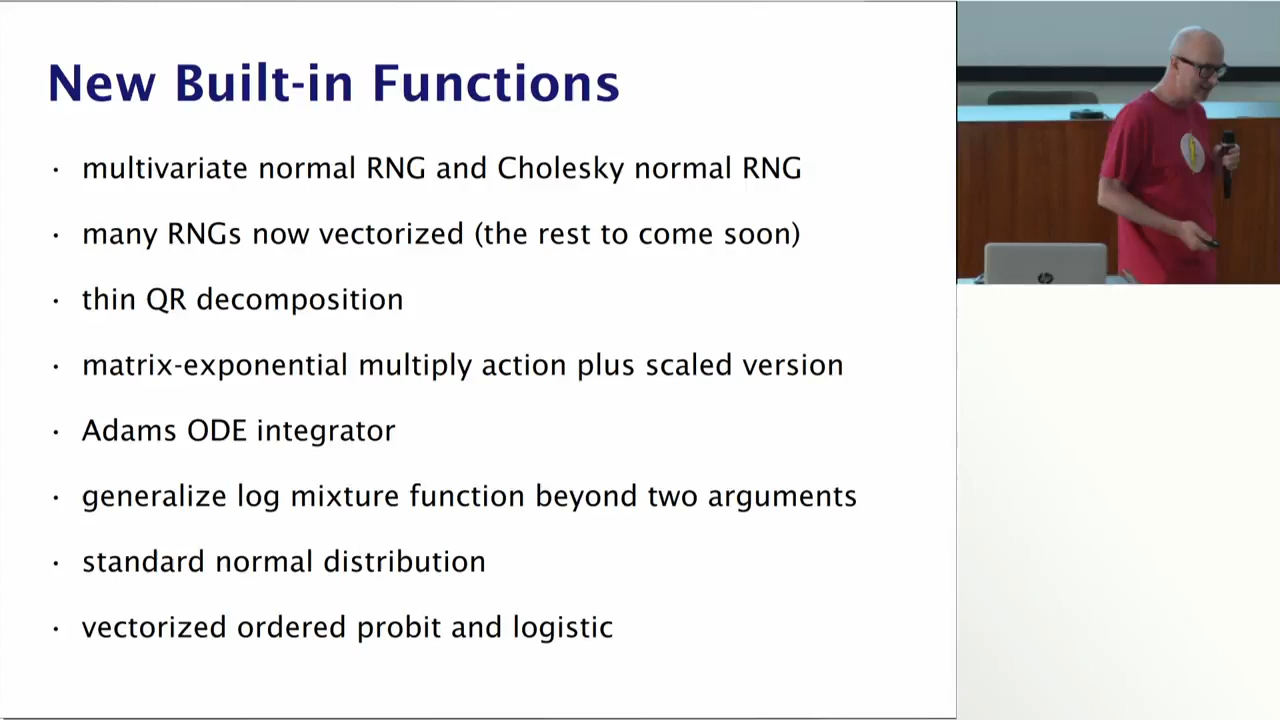 New Built-in Functions
· multivariate normal RNG and Cholesky normal RNG
· many RNGs now vectorized (the rest to come soon)
· thin QR decomposition
· matrix-exponential multiply action plus scaled version
· Adams ODE integrator
· generalize log mixture function beyond two arguments
· standard normal distribution
· vectorized ordered probit and logistic
hp